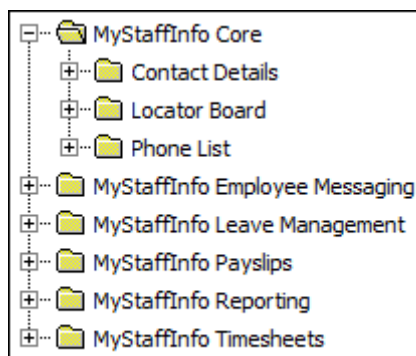 MyStaffInfo Core
Contact Details
Locator Board
Phone List
MyStaffInfo Employee Messaging
MyStaffInfo Leave Management
MyStaffInfo Payslips
MyStaffInfo Reporting
MyStaffInfo Timesheets